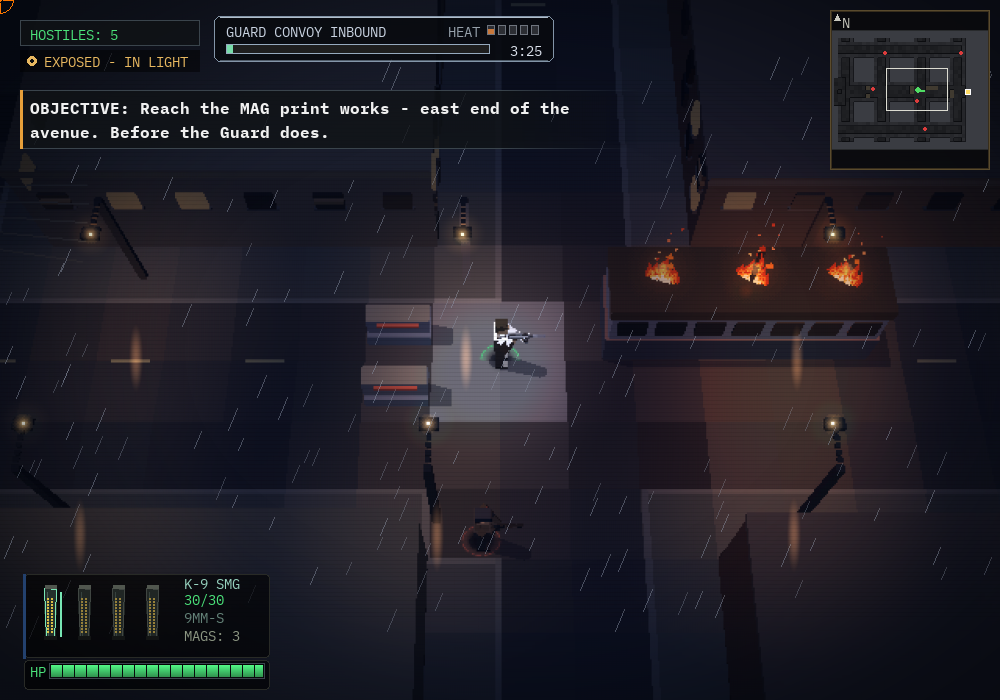 HOSTILES: 5
EXPOSED - IN LIGHT
GUARD CONVOY INBOUND
HEAT
3:25
N
OBJECTIVE: Reach the MAG print works - east end of the
avenue. Before the Guard does.
K-9 SMG
30/30
9MM-S
MAGS: 3
HP